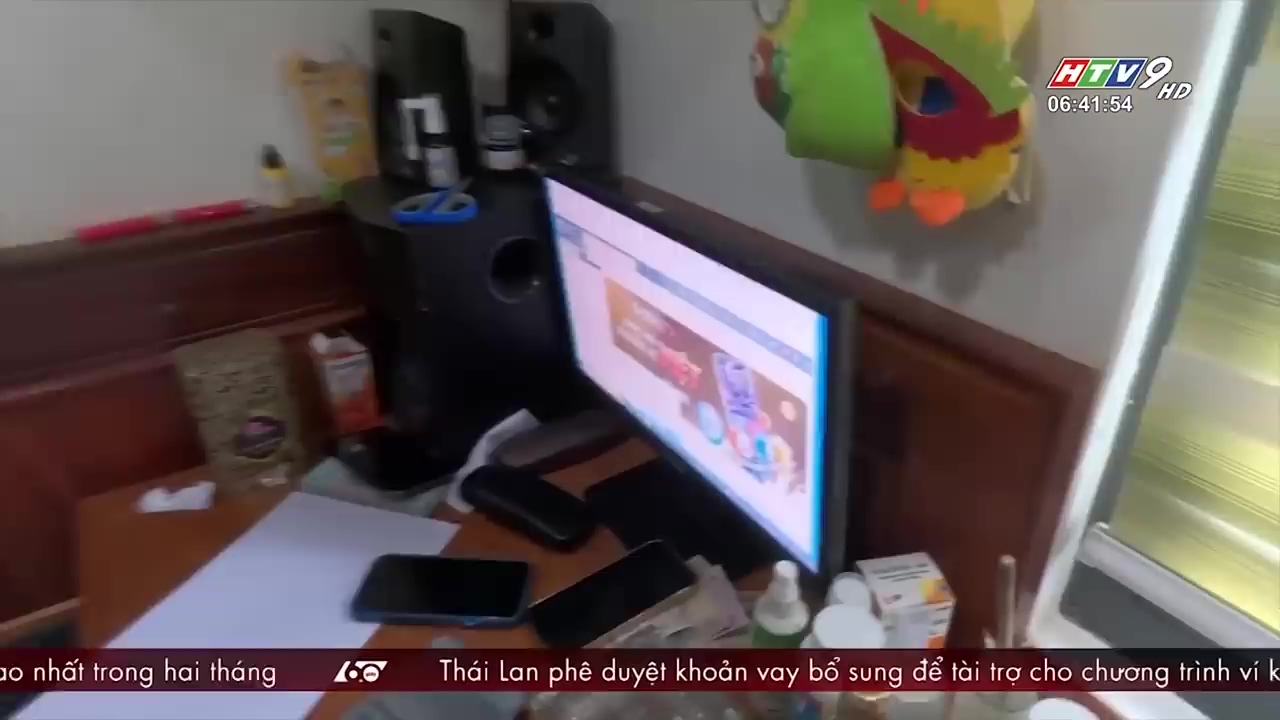 HTV9 HD
06:41:54
ao nhất trong hai tháng
60 Thái Lan phê duyệt khoản vay bổ sung để tài trợ cho chương trình ví k